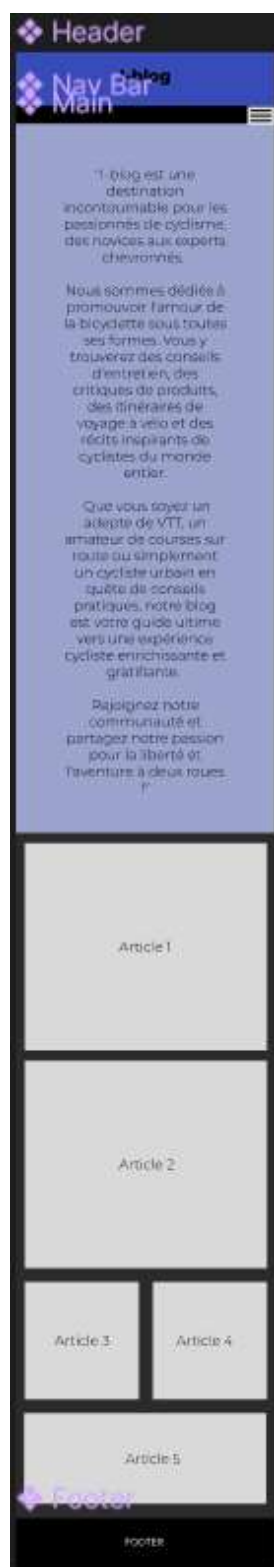 Header
1-blog
Nav Bar
Main
"1-blog est une
destination
incontournable pour les
passionnés de cyclisme,
des novices aux experts
chevronnés.
Nous sommes dédiés à
promouvoir l'amour de
la bicyclette sous toutes
ses formes. Vous y
trouverez des conseils
d'entretien, des
critiques de produits,
des itinéraires de
voyage à vélo et des
récits inspirants de
cyclistes du monde
entier.
Que vous soyez un
adepte de VTT, un
amateur de courses sur
route ou simplement
un cycliste urbain en
quête de conseils
pratiques, notre blog
est votre guide ultime
vers une expérience
cycliste enrichissante et
gratifiante.
Rejoignez notre
communauté et
partagez notre passion
pour la liberté et
l'aventure à deux roues
!"
Article 1
Article 2
Article 3
Article 4
Article 5
Footer
FOOTER